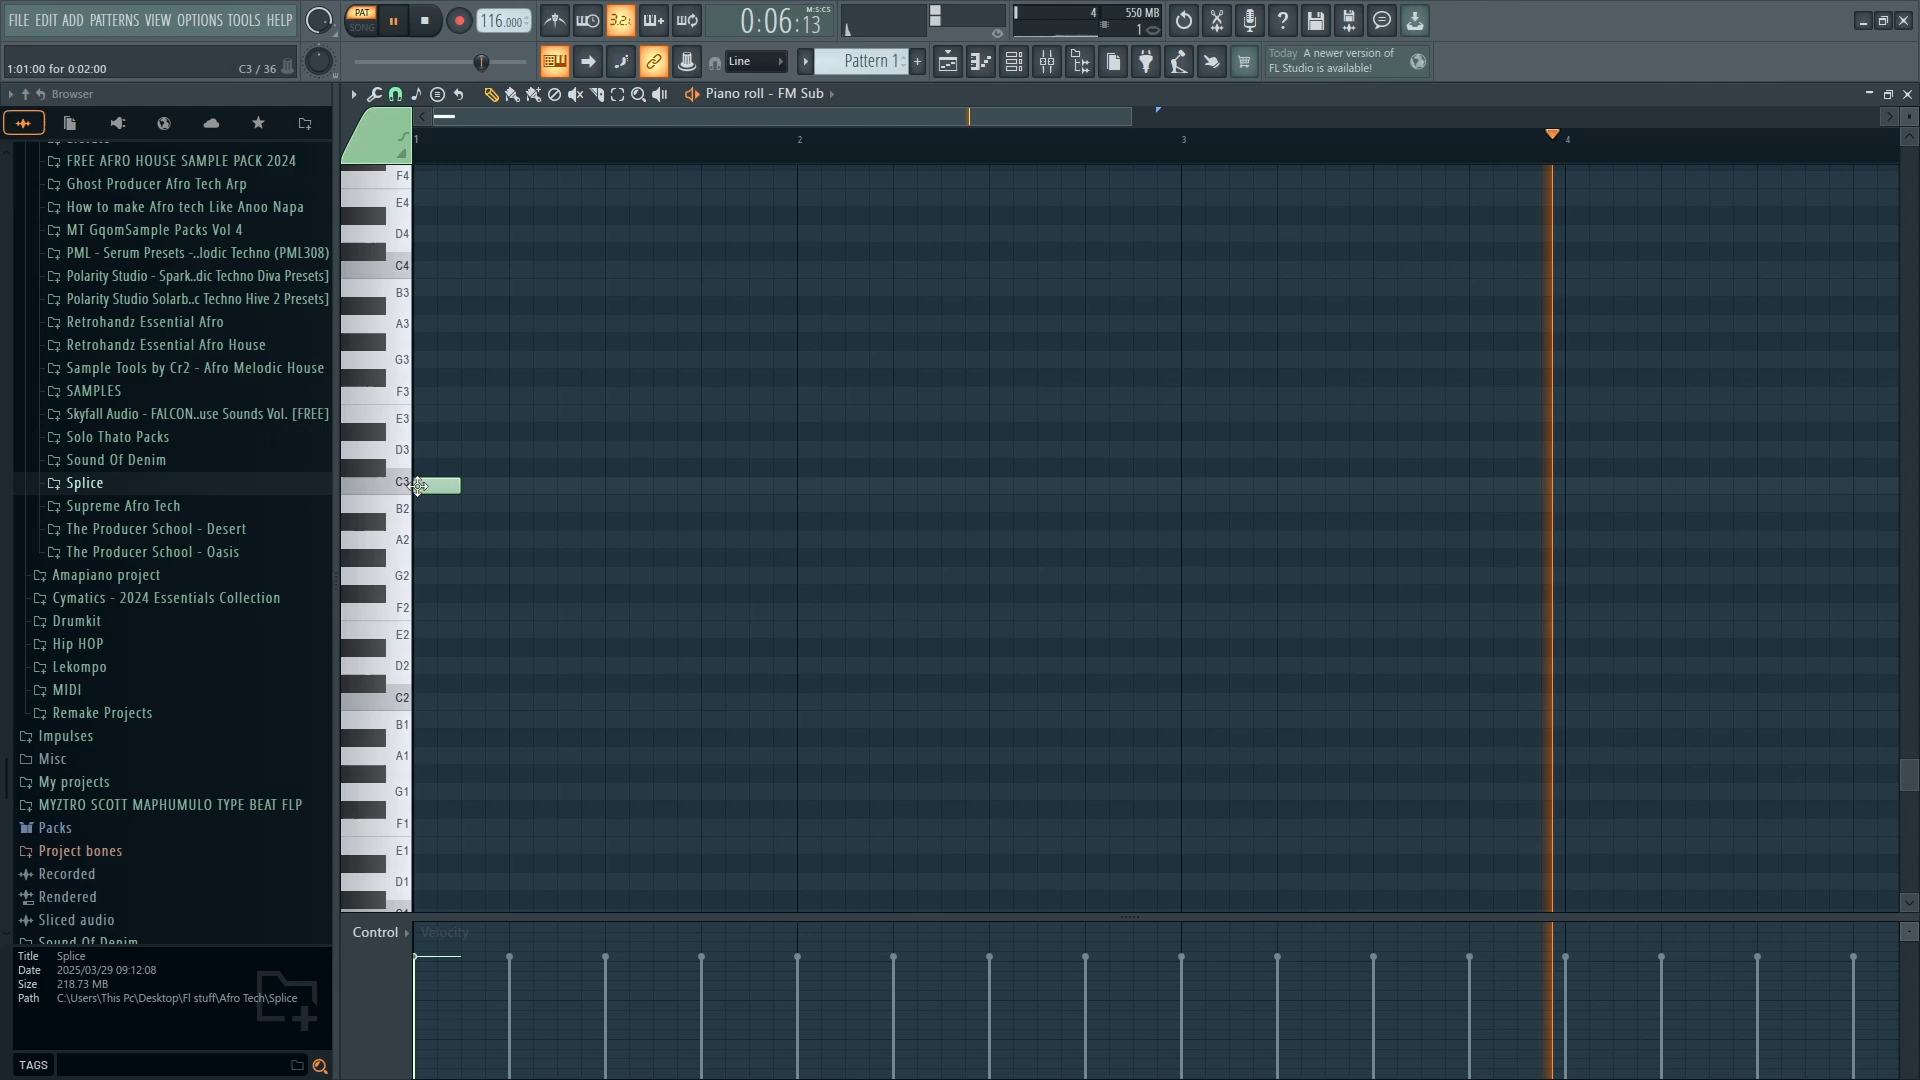 FILE EDIT ADD PATTERNS VIEW OPTIONS TOOLS HELP
PAT
SONG
116.000
3.2
0:06:13
M:S:CS
4
550 MB
1
1:01:00 for 0:02:00
C3 / 36
Line
Pattern 1
Today A newer version of
FL Studio is available!
Browser
Piano roll - FM Sub
FREE AFRO HOUSE SAMPLE PACK 2024
Ghost Producer Afro Tech Arp
How to make Afro tech Like Anoo Napa
MT GqomSample Packs Vol 4
PML - Serum Presets -..lodic Techno (PML308)
Polarity Studio - Spark..dic Techno Diva Presets]
Polarity Studio Solarb..c Techno Hive 2 Presets]
Retrohandz Essential Afro
Retrohandz Essential Afro House
Sample Tools by Cr2 - Afro Melodic House
SAMPLES
Skyfall Audio - FALCON..use Sounds Vol. [FREE]
Solo Thato Packs
Sound Of Denim
Splice
Supreme Afro Tech
The Producer School - Desert
The Producer School - Oasis
Amapiano project
Cymatics - 2024 Essentials Collection
Drumkit
Hip HOP
Lekompo
MIDI
Remake Projects
Impulses
Misc
My projects
MYZTRO SCOTT MAPHUMULO TYPE BEAT FLP
Packs
Project bones
Recorded
Rendered
Sliced audio
Sound Of Denim
Title Splice
Date 2025/03/29 09:12:08
Size 218.73 MB
Path C:\Users\This Pc\Desktop\Fl stuff\Afro Tech\Splice
TAGS
1
2
3
4
F4
E4
D4
C4
B3
A3
G3
F3
E3
D3
C3
B2
A2
G2
F2
E2
D2
C2
B1
A1
G1
F1
E1
D1
Control
Velocity